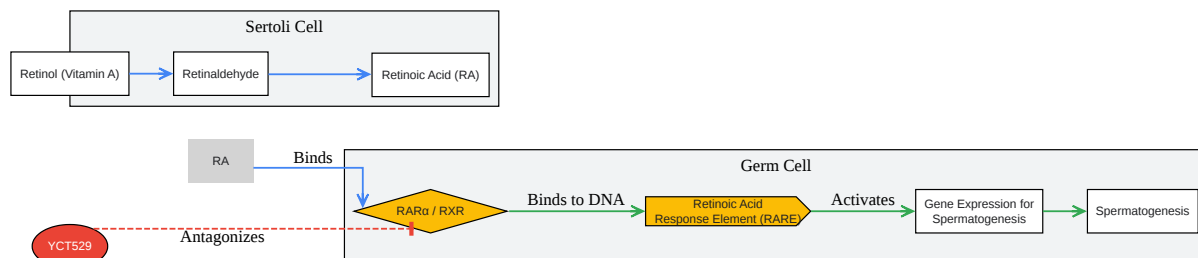 Sertoli Cell
Retinol (Vitamin A)
Retinaldehyde
Retinoic Acid (RA)
RA
Binds
Germ Cell
RARα / RXR
Binds to DNA
Retinoic Acid
Response Element (RARE)
Activates
Gene Expression for
Spermatogenesis
Spermatogenesis
YCT529
Antagonizes